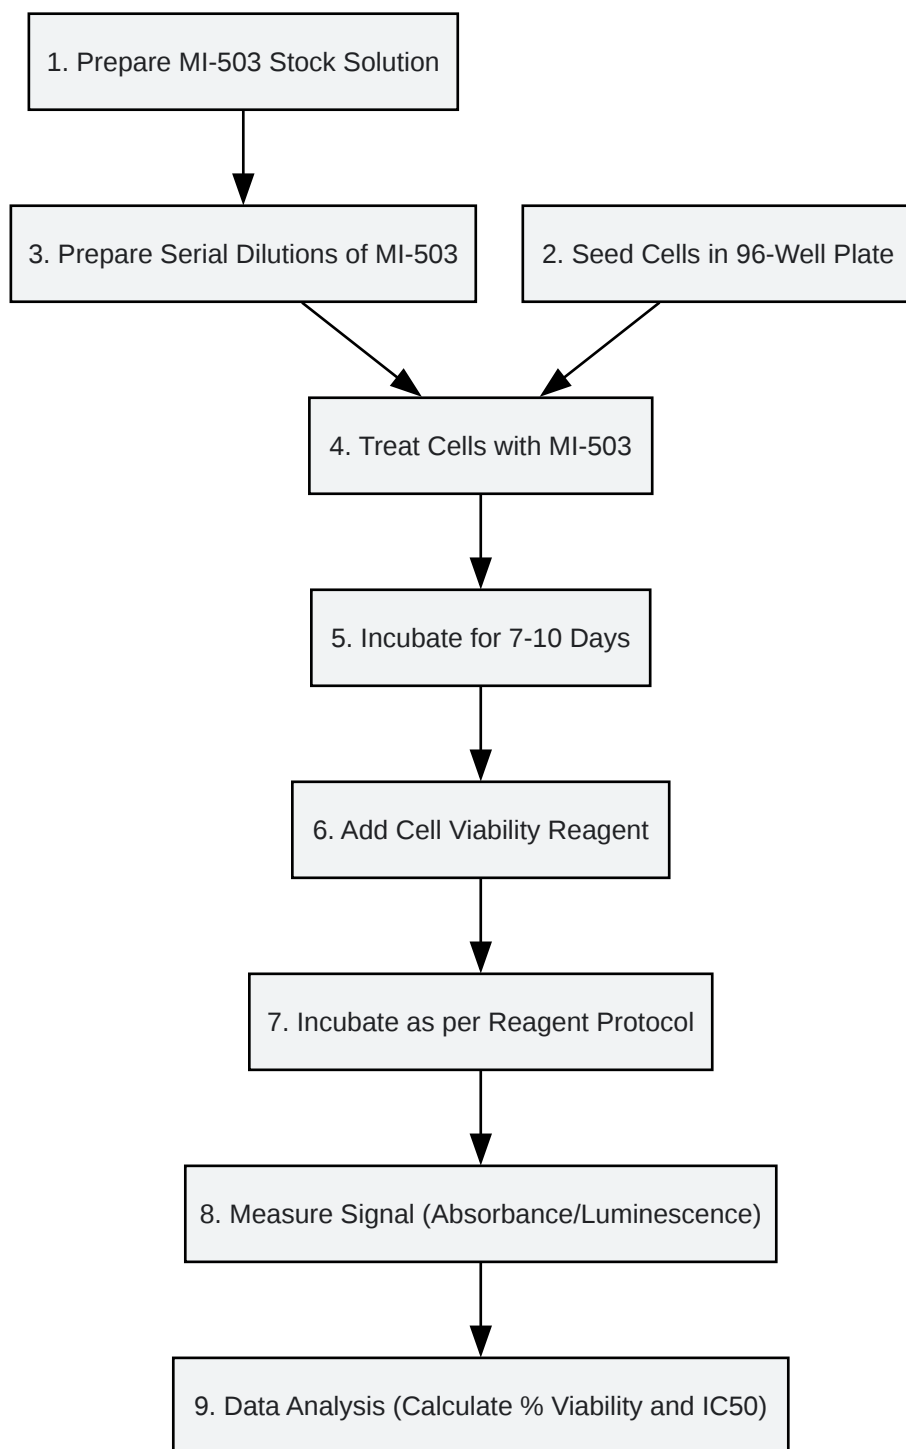 1. Prepare MI-503 Stock Solution
3. Prepare Serial Dilutions of MI-503
2. Seed Cells in 96-Well Plate
4. Treat Cells with MI-503
5. Incubate for 7-10 Days
6. Add Cell Viability Reagent
7. Incubate as per Reagent Protocol
8. Measure Signal (Absorbance/Luminescence)
9. Data Analysis (Calculate % Viability and IC50)